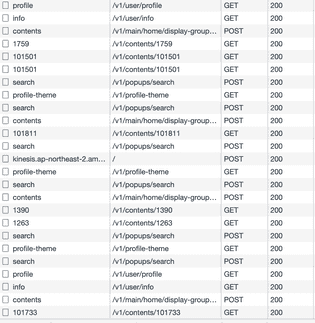 profile /v1/user/profile GET 200
info /v1/user/info GET 200
contents /v1/main/home/display-group... POST 200
1759 /v1/contents/1759 GET 200
101501 /v1/contents/101501 GET 200
101501 /v1/contents/101501 GET 200
search /v1/popups/search POST 200
profile-theme /v1/profile-theme GET 200
search /v1/popups/search POST 200
contents /v1/main/home/display-group... POST 200
101811 /v1/contents/101811 GET 200
search /v1/popups/search POST 200
kinesis.ap-northeast-2.am... / POST 200
profile-theme /v1/profile-theme GET 200
search /v1/popups/search POST 200
contents /v1/main/home/display-group... POST 200
1390 /v1/contents/1390 GET 200
1263 /v1/contents/1263 GET 200
search /v1/popups/search POST 200
profile-theme /v1/profile-theme GET 200
search /v1/popups/search POST 200
profile /v1/user/profile GET 200
info /v1/user/info GET 200
contents /v1/main/home/display-group... POST 200
101733 /v1/contents/101733 GET 200